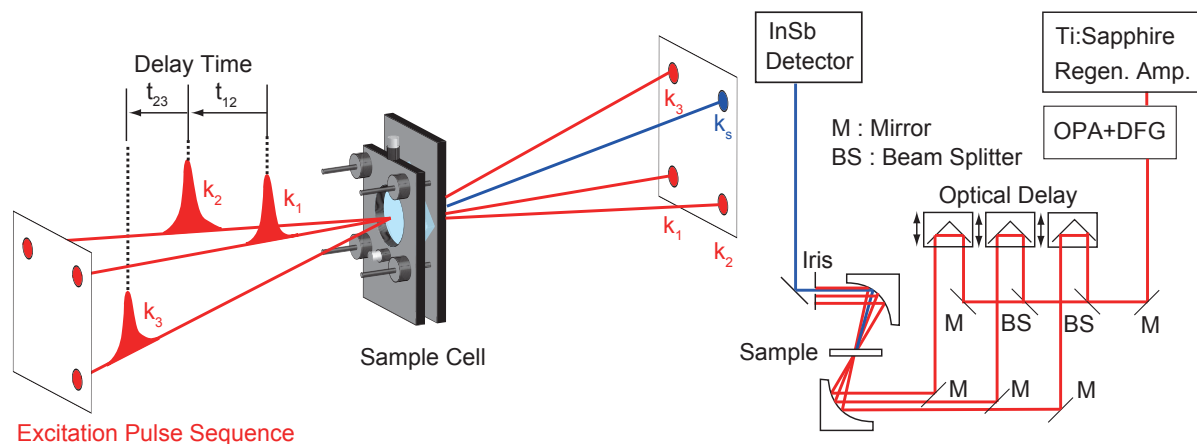 Delay Time
t23
t12
k2
k1
k3
Excitation Pulse Sequence
Sample Cell
k3
ks
k1
k2
InSb
Detector
Ti:Sapphire
Regen. Amp.
OPA+DFG
M : Mirror
BS : Beam Splitter
Optical Delay
Iris
M
BS
BS
M
Sample
M
M
M